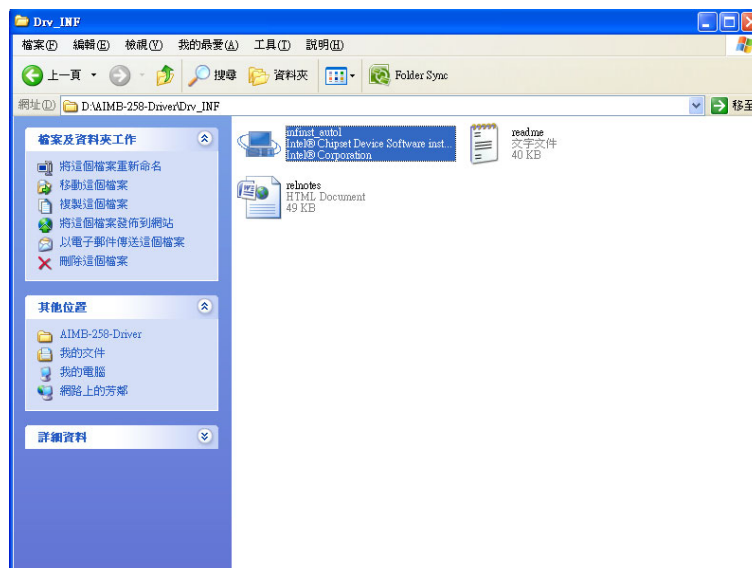 Drv_INF
檔案(F) 編輯(E) 檢視(V) 我的最愛(A) 工具(T) 說明(H)
上一頁 搜尋 資料夾 Folder Sync
網址(D) D:\AIMB-258-Driver\Drv_INF 移至
檔案及資料夾工作
將這個檔案重新命名
移動這個檔案
複製這個檔案
將這個檔案發佈到網站
以電子郵件傳送這個檔案
刪除這個檔案
其他位置
AIMB-258-Driver
我的文件
我的電腦
網路上的芳鄰
詳細資料
infinst_autol
Intel® Chipset Device Software inst...
Intel® Corporation
readme
文字文件
40 KB
relnotes
HTML Document
49 KB